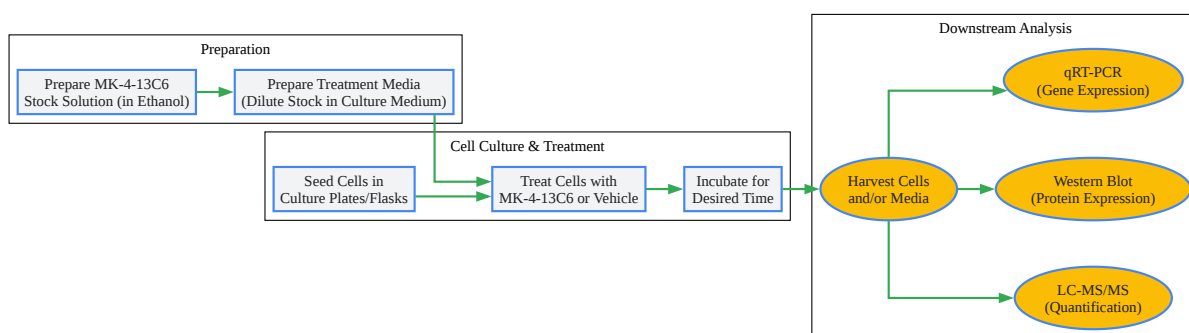 Preparation
Prepare MK-4-13C6
Stock Solution (in Ethanol)
Prepare Treatment Media
(Dilute Stock in Culture Medium)
Cell Culture & Treatment
Seed Cells in
Culture Plates/Flasks
Treat Cells with
MK-4-13C6 or Vehicle
Incubate for
Desired Time
Downstream Analysis
Harvest Cells
and/or Media
qRT-PCR
(Gene Expression)
Western Blot
(Protein Expression)
LC-MS/MS
(Quantification)